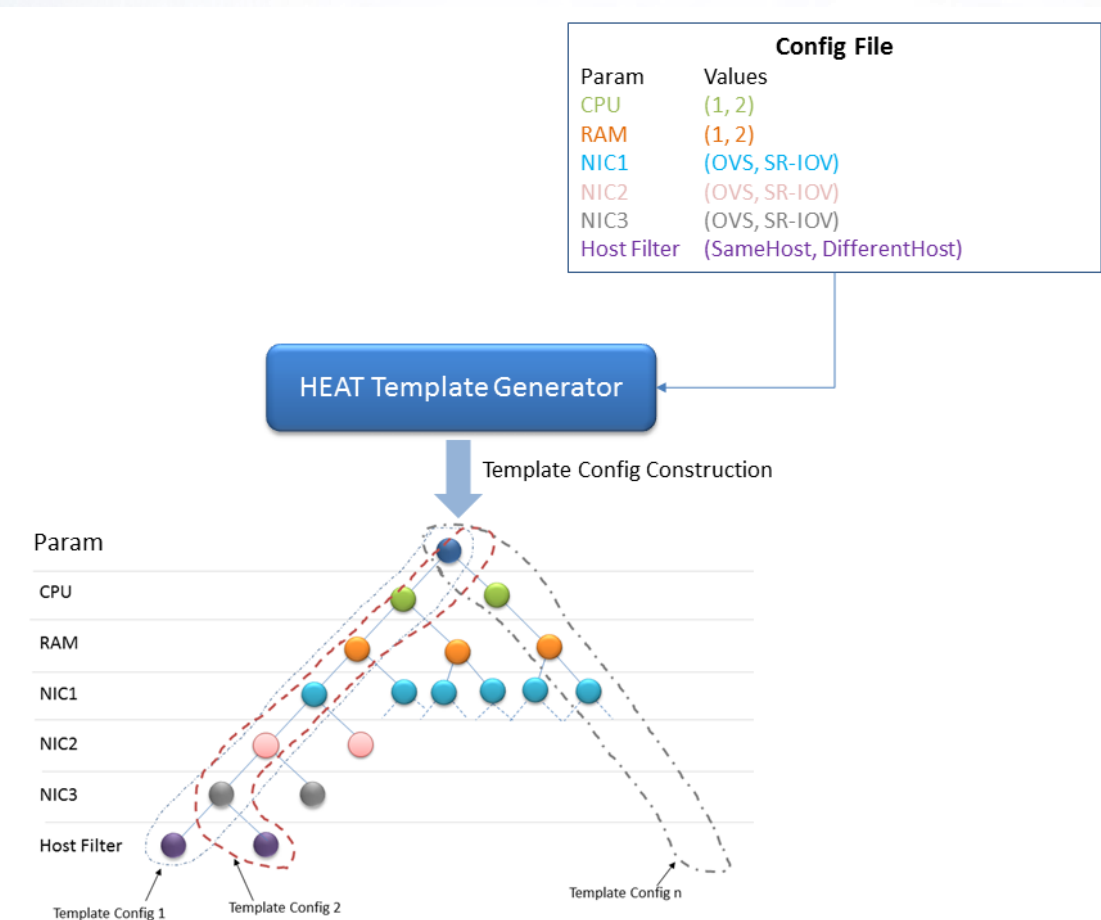 Config File
Param Values
CPU (1, 2)
RAM (1, 2)
NIC1 (OVS, SR-IOV)
NIC2 (OVS, SR-IOV)
NIC3 (OVS, SR-IOV)
Host Filter (SameHost, DifferentHost)
HEAT Template Generator
Template Config Construction
Param
CPU
RAM
NIC1
NIC2
NIC3
Host Filter
Template Config 1
Template Config 2
Template Config n